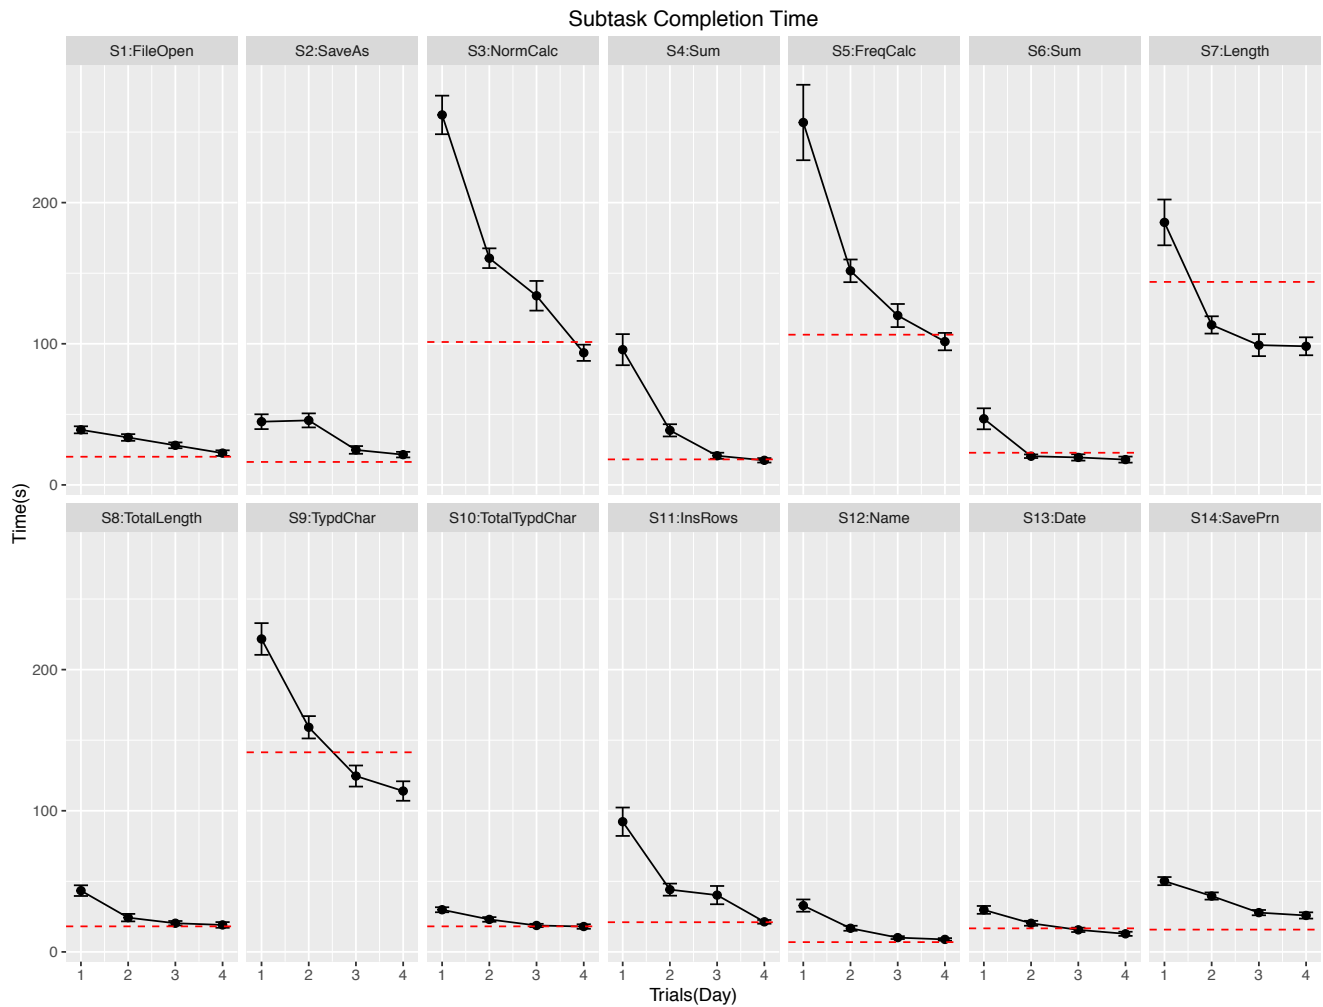 Subtask Completion Time
S1:FileOpen
S2:SaveAs
S3:NormCalc
S4:Sum
S5:FreqCalc
S6:Sum
S7:Length
200
100
0
S8:TotalLength
S9:TypdChar
S10:TotalTypdChar
S11:InsRows
S12:Name
S13:Date
S14:SavePrn
Time(s)
200
100
0
1 2 3 4
1 2 3 4
1 2 3 4
1 2 3 4
1 2 3 4
1 2 3 4
1 2 3 4
Trials(Day)